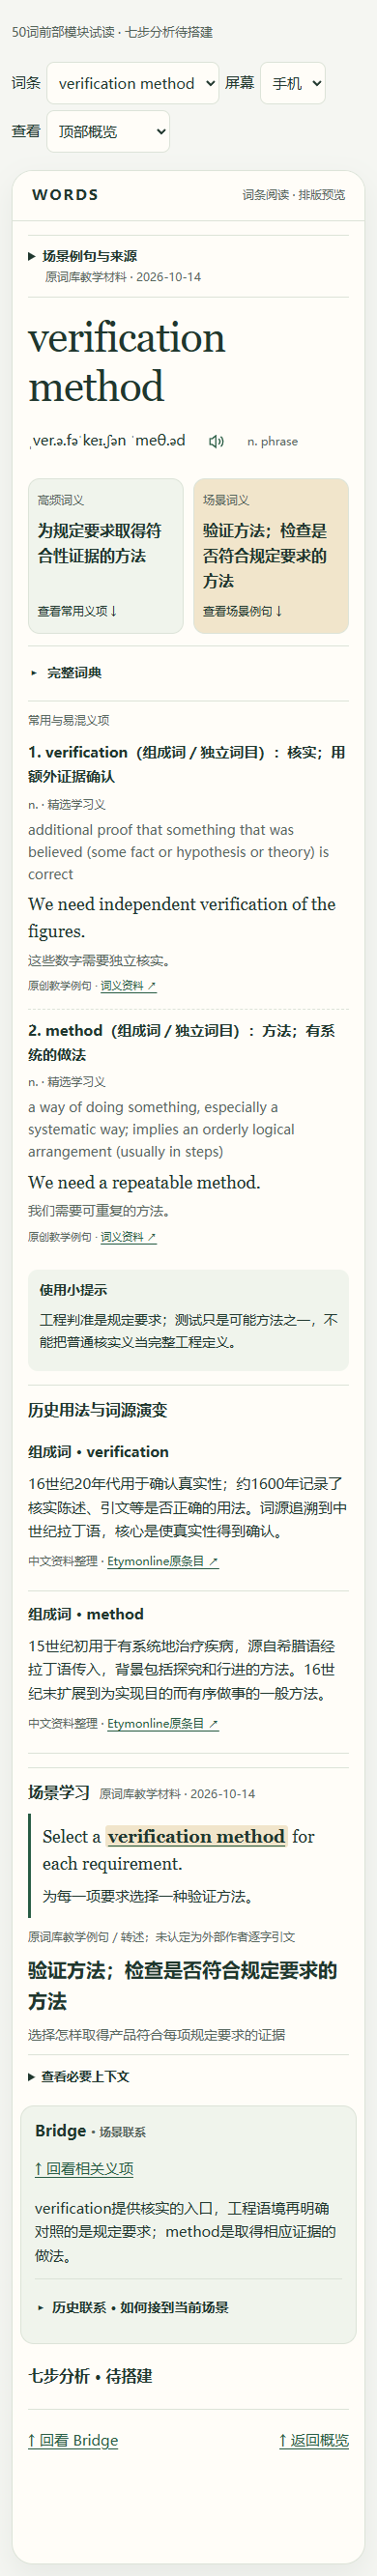 50词前部模块试读 · 七步分析待搭建
词条 verification method 屏幕 手机
查看 顶部概览
WORDS 词条阅读 · 排版预览
▶ 场景例句与来源
原词库教学材料 · 2026-10-14
verification
method
ˌver.ə.fəˈkeɪ.ʃən ˈmeθ.əd n. phrase
高频词义
为规定要求取得符
合性证据的方法
查看常用义项 ↓
场景词义
验证方法；检查是
否符合规定要求的
方法
查看场景例句 ↓
▸ 完整词典
常用与易混义项
1. verification（组成词 / 独立词目）：核实；用
额外证据确认
n. · 精选学习义
additional proof that something that was
believed (some fact or hypothesis or theory) is
correct
We need independent verification of the
figures.
这些数字需要独立核实。
原创教学例句 · 词义资料 ↗
2. method（组成词 / 独立词目）：方法；有系
统的做法
n. · 精选学习义
a way of doing something, especially a
systematic way; implies an orderly logical
arrangement (usually in steps)
We need a repeatable method.
我们需要可重复的方法。
原创教学例句 · 词义资料 ↗
使用小提示
工程判准是规定要求；测试只是可能方法之一，不
能把普通核实义当完整工程定义。
历史用法与词源演变
组成词 • verification
16世纪20年代用于确认真实性；约1600年记录了
核实陈述、引文等是否正确的用法。词源追溯到中
世纪拉丁语，核心是使真实性得到确认。
中文资料整理 · Etymonline原条目 ↗
组成词 • method
15世纪初用于有系统地治疗疾病，源自希腊语经
拉丁语传入，背景包括探究和行进的方法。16世
纪末扩展到为实现目的而有序做事的一般方法。
中文资料整理 · Etymonline原条目 ↗
场景学习 原词库教学材料 · 2026-10-14
Select a verification method for
each requirement.
为每一项要求选择一种验证方法。
原词库教学例句 / 转述；未认定为外部作者逐字引文
验证方法；检查是否符合规定要求的
方法
选择怎样取得产品符合每项规定要求的证据
▶ 查看必要上下文
Bridge • 场景联系
↑ 回看相关义项
verification提供核实的入口，工程语境再明确
对照的是规定要求；method是取得相应证据的
做法。
▸ 历史联系 • 如何接到当前场景
七步分析 • 待搭建
↑ 回看 Bridge ↑ 返回概览